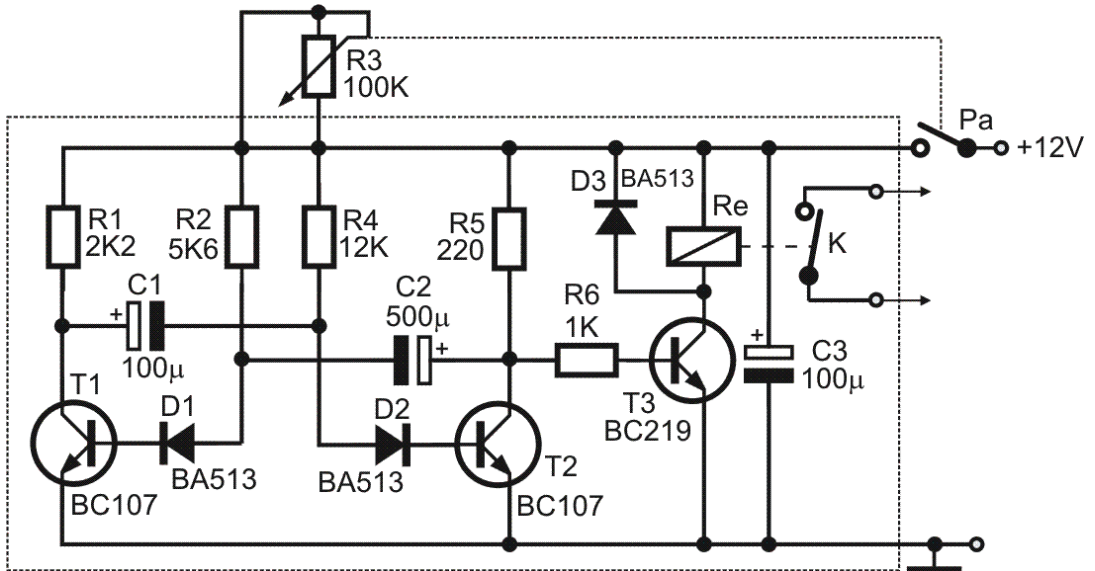 R3
100K
Pa
+12V
D3 BA513
R1
2K2
R2
5K6
R4
12K
R5
220
Re
K
C1
+
100µ
C2
500µ
+
R6
1K
+
C3
100µ
T1
D1
D2
T3
BC219
BA513
BA513
T2
BC107
BC107